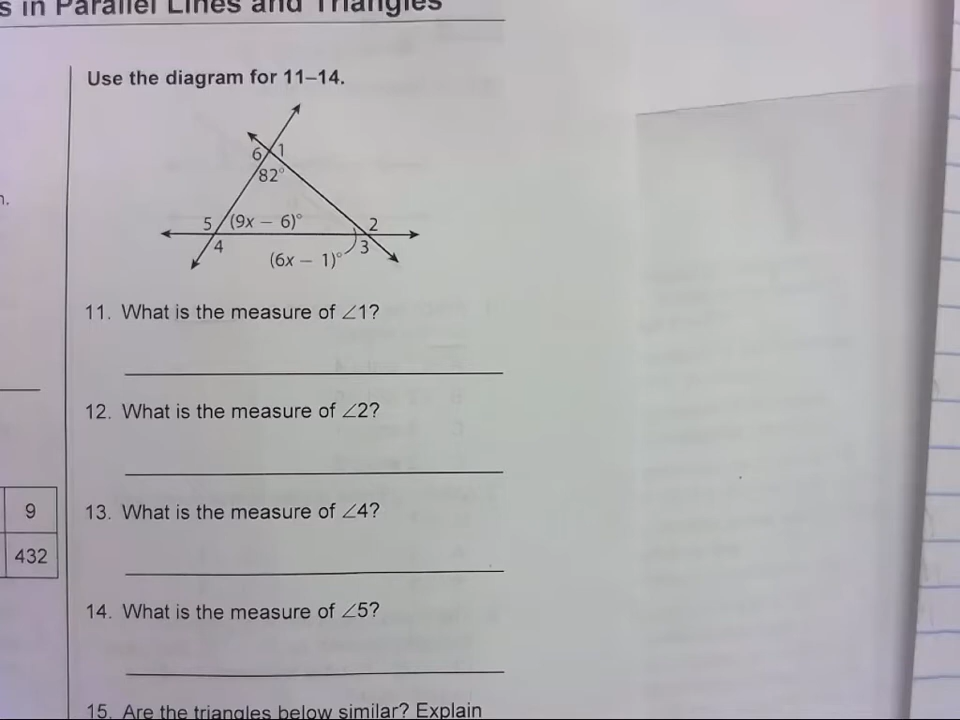 s in Parallel Lines and Triangles
Use the diagram for 11–14.
6 1
82°
5 (9x – 6)° 2
4 3
(6x – 1)°
n.
11. What is the measure of ∠1?
12. What is the measure of ∠2?
9
13. What is the measure of ∠4?
432
14. What is the measure of ∠5?
15. Are the triangles below similar? Explain